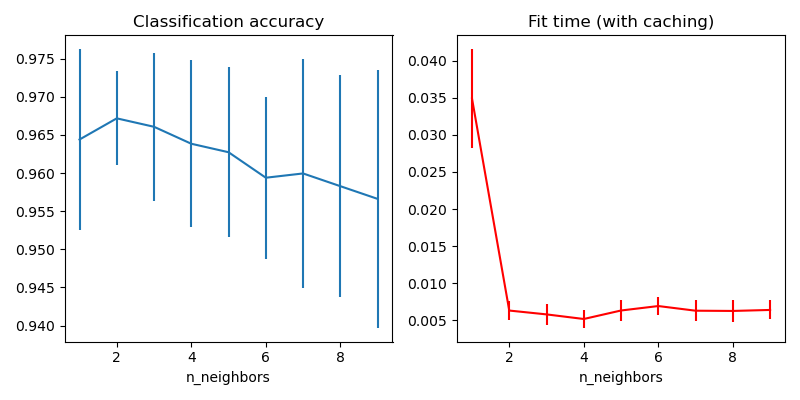 Classification accuracy
0.975
0.970
0.965
0.960
0.955
0.950
0.945
0.940
2 4 6 8
n_neighbors
Fit time (with caching)
0.040
0.035
0.030
0.025
0.020
0.015
0.010
0.005
2 4 6 8
n_neighbors